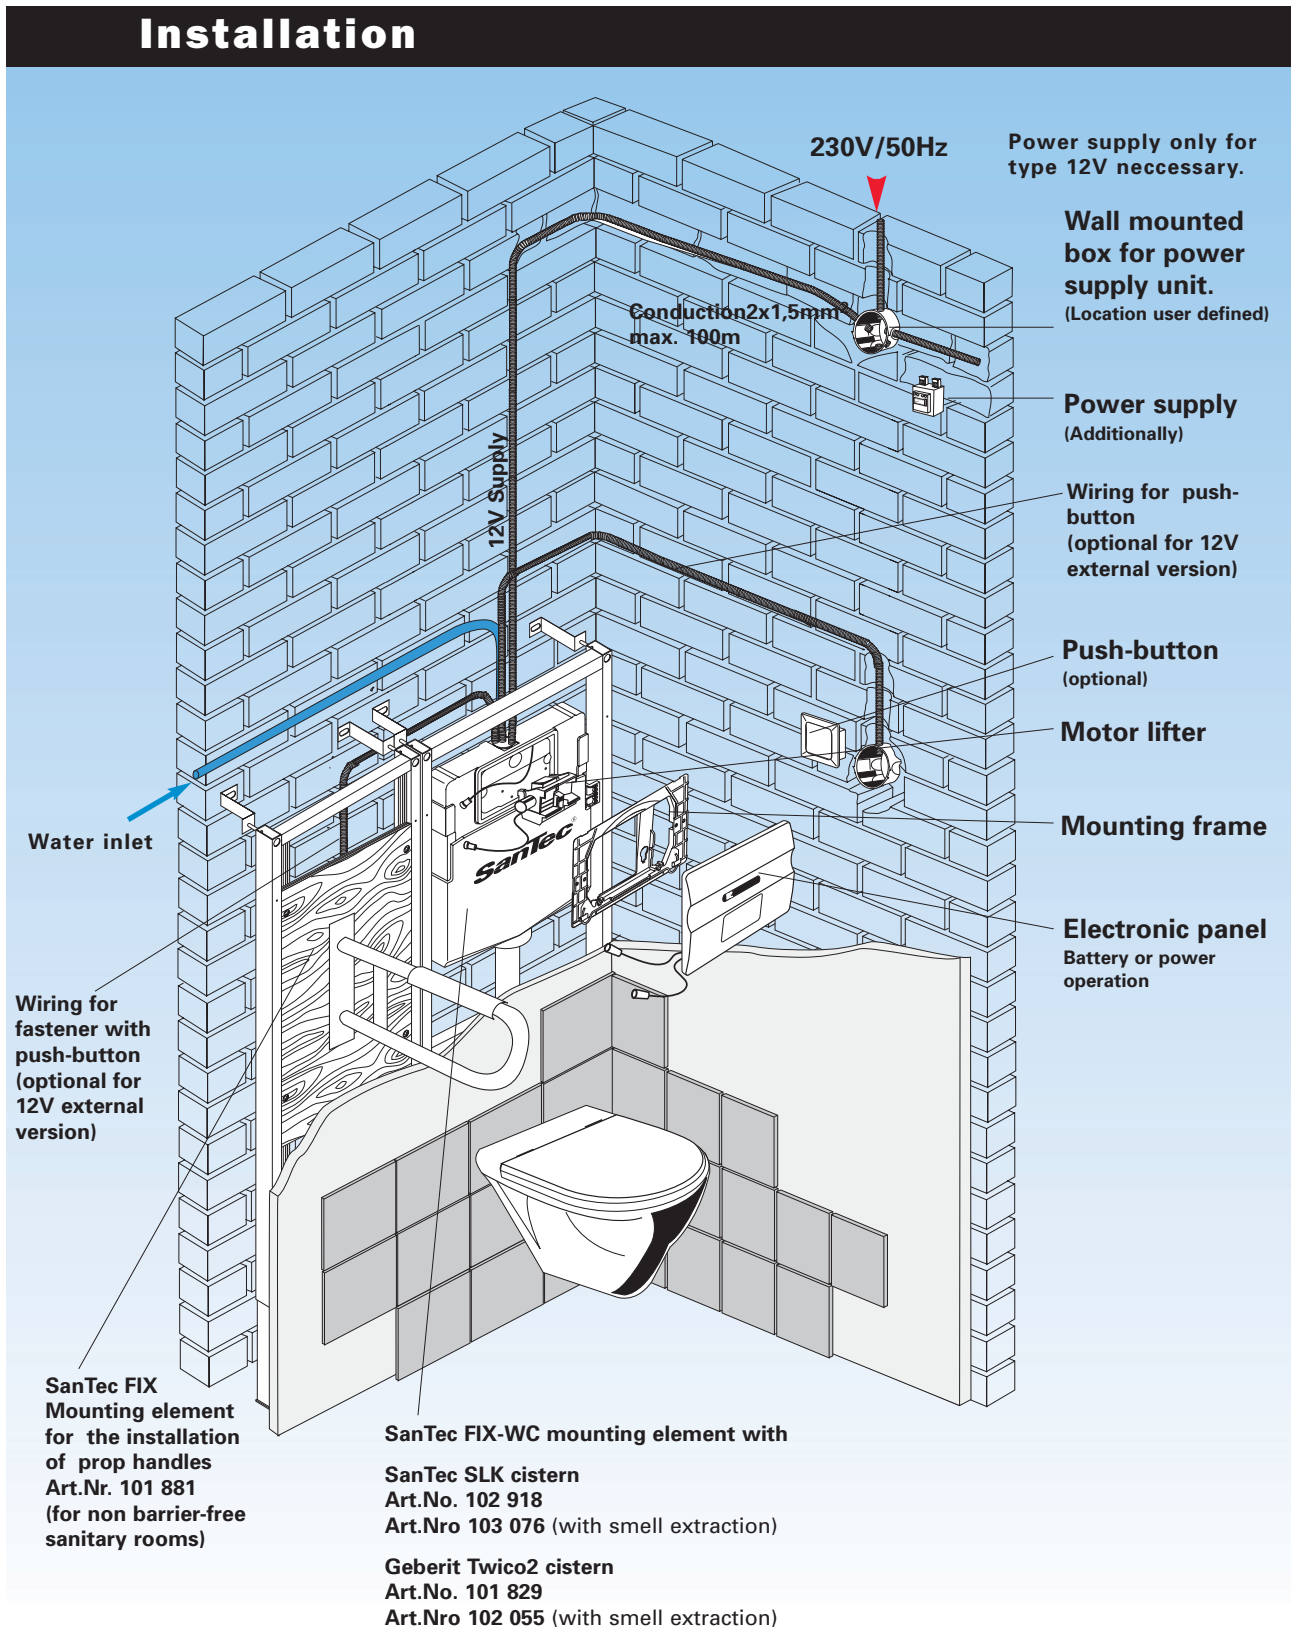 Installation
230V/50Hz
Power supply only for
type 12V neccessary.
Wall mounted
box for power
supply unit.
(Location user defined)
Conduction2x1,5mm²
max. 100m
Power supply
(Additionally)
12V Supply
Wiring for push-
button
(optional for 12V
external version)
Push-button
(optional)
Motor lifter
Water inlet
Mounting frame
SanTec®
Electronic panel
Battery or power
operation
Wiring for
fastener with
push-button
(optional for
12V external
version)
SanTec FIX
Mounting element
for the installation
of prop handles
Art.Nr. 101 881
(for non barrier-free
sanitary rooms)
SanTec FIX-WC mounting element with
SanTec SLK cistern
Art.No. 102 918
Art.Nro 103 076 (with smell extraction)
Geberit Twico2 cistern
Art.No. 101 829
Art.Nro 102 055 (with smell extraction)